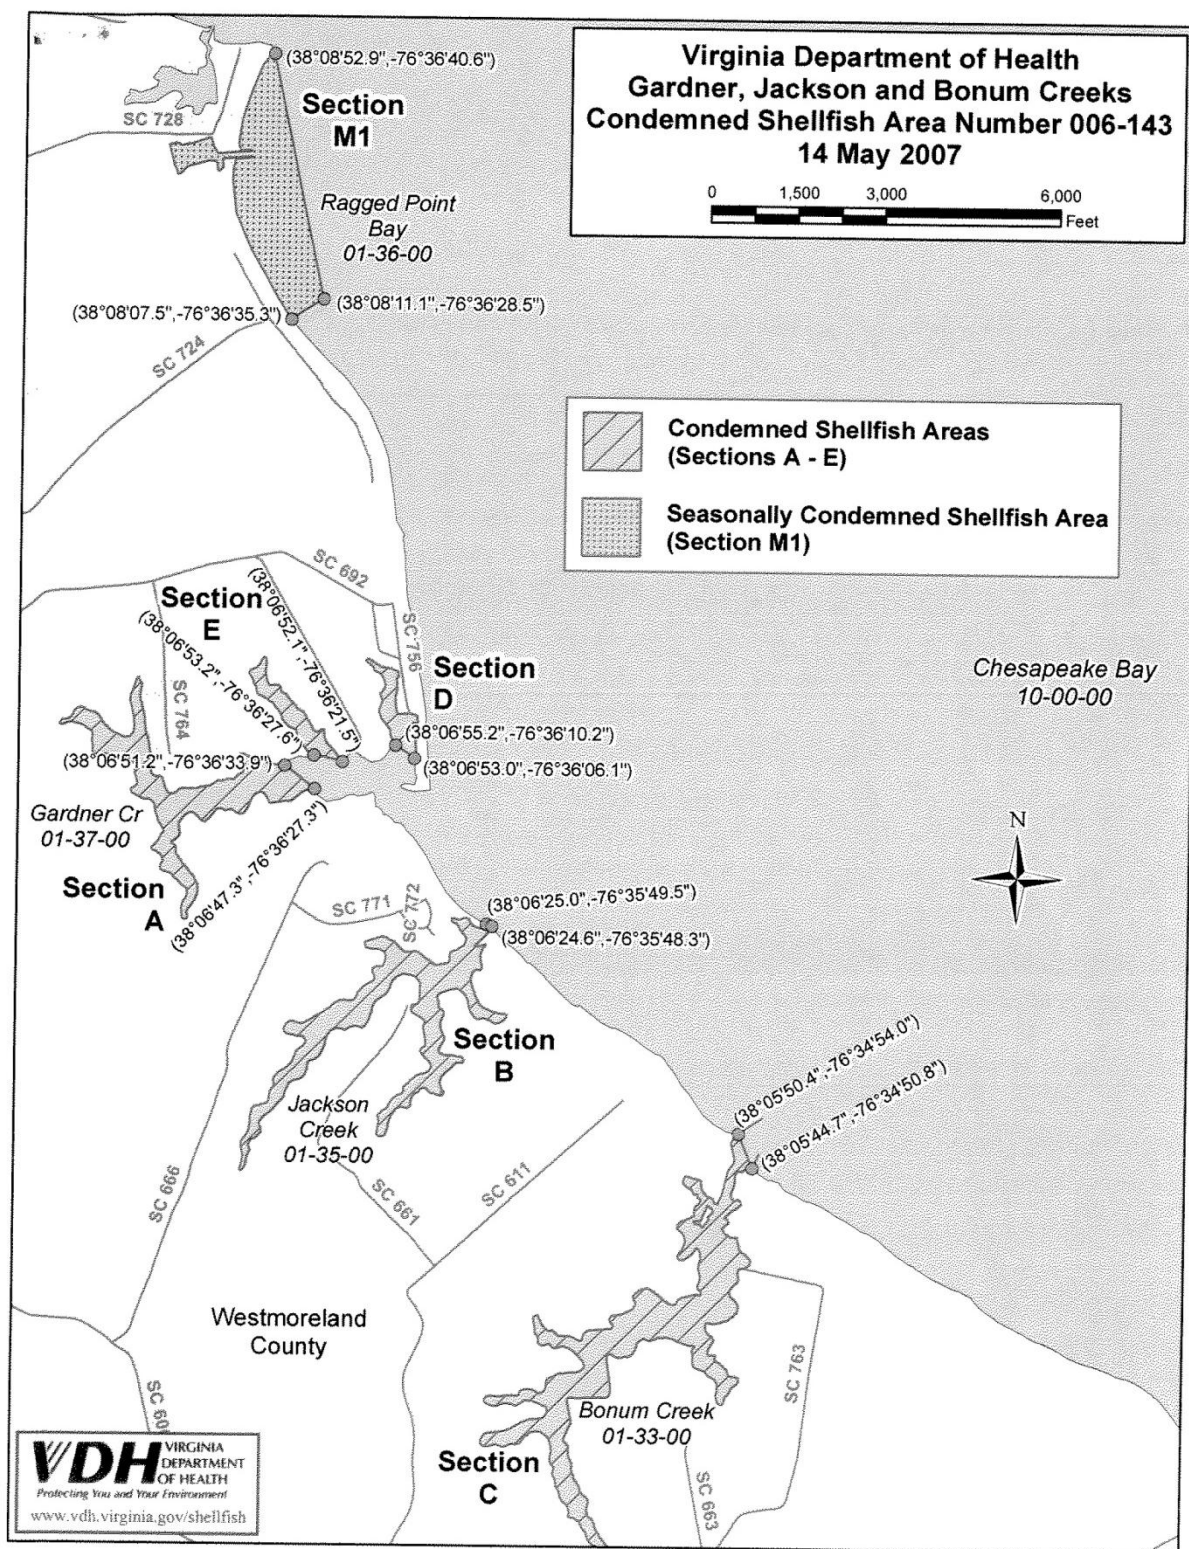 Virginia Department of Health
Gardner, Jackson and Bonum Creeks
Condemned Shellfish Area Number 006-143
14 May 2007
0 1,500 3,000 6,000
Feet
(38°08'52.9",-76°36'40.6")
Section
M1
SC 728
Ragged Point
Bay
01-36-00
(38°08'11.1",-76°36'28.5")
(38°08'07.5",-76°36'35.3")
SC 724
Condemned Shellfish Areas
(Sections A - E)
Seasonally Condemned Shellfish Area
(Section M1)
SC 692
Section
E
(38°06'52.1",-76°36'21.5")
(38°06'53.2",-76°36'27.6")
SC 756
Section
D
Chesapeake Bay
10-00-00
SC 764
(38°06'55.2",-76°36'10.2")
(38°06'51.2",-76°36'33.9")
(38°06'53.0",-76°36'06.1")
Gardner Cr
01-37-00
N
(38°06'47.3",-76°36'27.3")
Section
A
SC 771
SC 772
(38°06'25.0",-76°35'49.5")
(38°06'24.6",-76°35'48.3")
Section
B
(38°05'50.4",-76°34'54.0")
(38°05'44.7",-76°34'50.8")
Jackson
Creek
01-35-00
SC 666
SC 661
SC 611
Westmoreland
County
SC 763
Bonum Creek
01-33-00
Section
C
SC 663
VDH VIRGINIA
DEPARTMENT
OF HEALTH
Protecting You and Your Environment
www.vdh.virginia.gov/shellfish